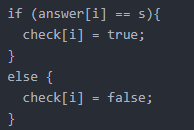 if (answer[i] == s){
  check[i] = true;
}
else {
  check[i] = false;
}